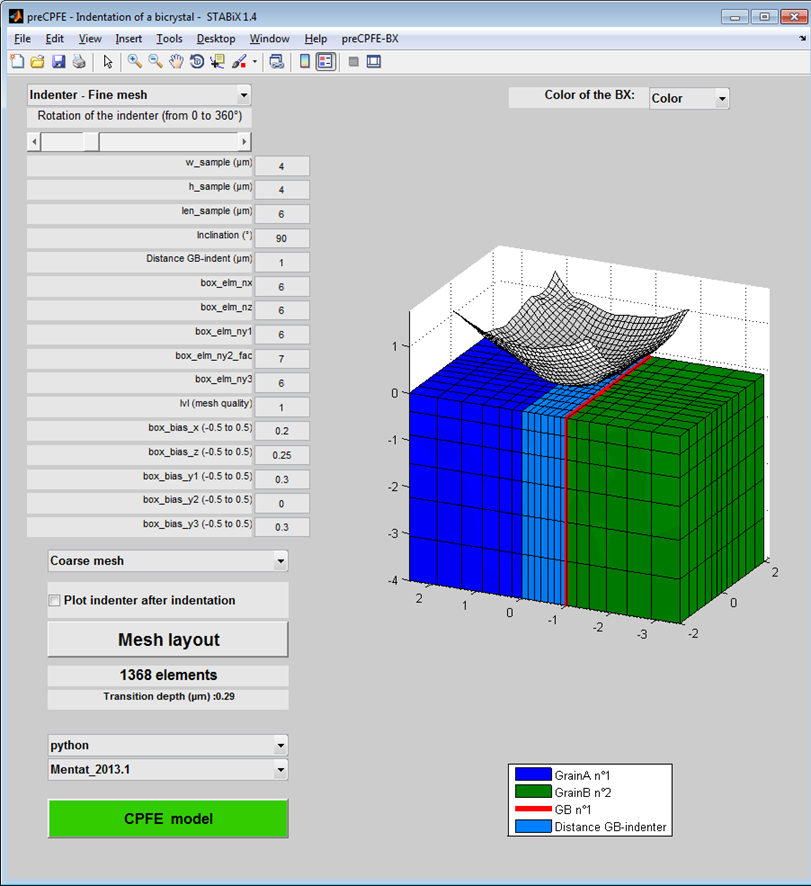 preCPFE - Indentation of a bicrystal - STABiX 1.4
File Edit View Insert Tools Desktop Window Help preCPFE-BX
Indenter - Fine mesh
Color of the BX: Color
Rotation of the indenter (from 0 to 360°)
w_sample (µm) 4
h_sample (µm) 4
len_sample (µm) 6
Inclination (°) 90
Distance GB-indent (µm) 1
box_elm_nx 6
box_elm_nz 6
box_elm_ny1 6
box_elm_ny2_fac 7
box_elm_ny3 6
lvl (mesh quality) 1
box_bias_x (-0.5 to 0.5) 0.2
box_bias_z (-0.5 to 0.5) 0.25
box_bias_y1 (-0.5 to 0.5) 0.3
box_bias_y2 (-0.5 to 0.5) 0
box_bias_y3 (-0.5 to 0.5) 0.3
1
0
-1
-2
-3
-4
2 1 0 -1 -2 -3 -2 0 2
Coarse mesh
Plot indenter after indentation
Mesh layout
1368 elements
Transition depth (µm) :0.29
python
Mentat_2013.1
CPFE model
GrainA n°1
GrainB n°2
GB n°1
Distance GB-indenter